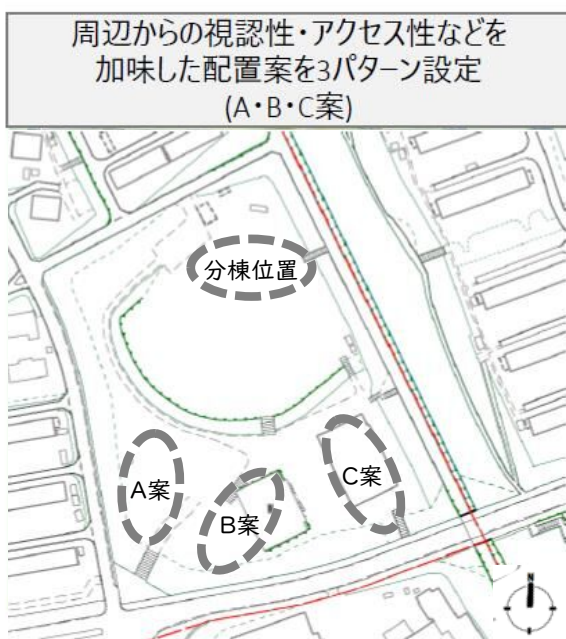 周辺からの視認性・アクセス性などを
加味した配置案を3パターン設定
(A・B・C案)
分棟位置
A案
B案
C案
N